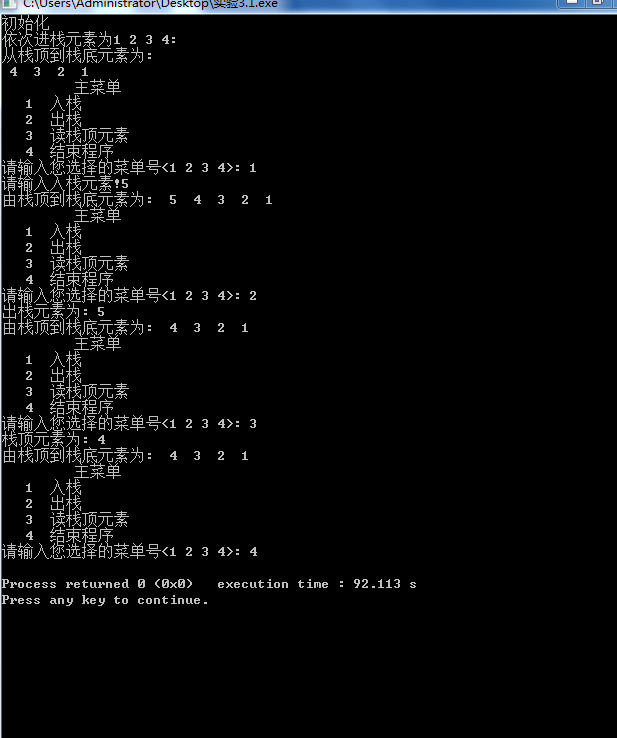 C:\Users\Administrator\Desktop\实验3.1.exe
初始化
依次进栈元素为1 2 3 4:
从栈顶到栈底元素为:
4 3 2 1
主菜单
1 入栈
2 出栈
3 读栈顶元素
4 结束程序
请输入您选择的菜单号<1 2 3 4>: 1
请输入入栈元素!5
由栈顶到栈底元素为: 5 4 3 2 1
主菜单
1 入栈
2 出栈
3 读栈顶元素
4 结束程序
请输入您选择的菜单号<1 2 3 4>: 2
出栈元素为: 5
由栈顶到栈底元素为: 4 3 2 1
主菜单
1 入栈
2 出栈
3 读栈顶元素
4 结束程序
请输入您选择的菜单号<1 2 3 4>: 3
栈顶元素为: 4
由栈顶到栈底元素为: 4 3 2 1
主菜单
1 入栈
2 出栈
3 读栈顶元素
4 结束程序
请输入您选择的菜单号<1 2 3 4>: 4
Process returned 0 (0x0) execution time : 92.113 s
Press any key to continue.